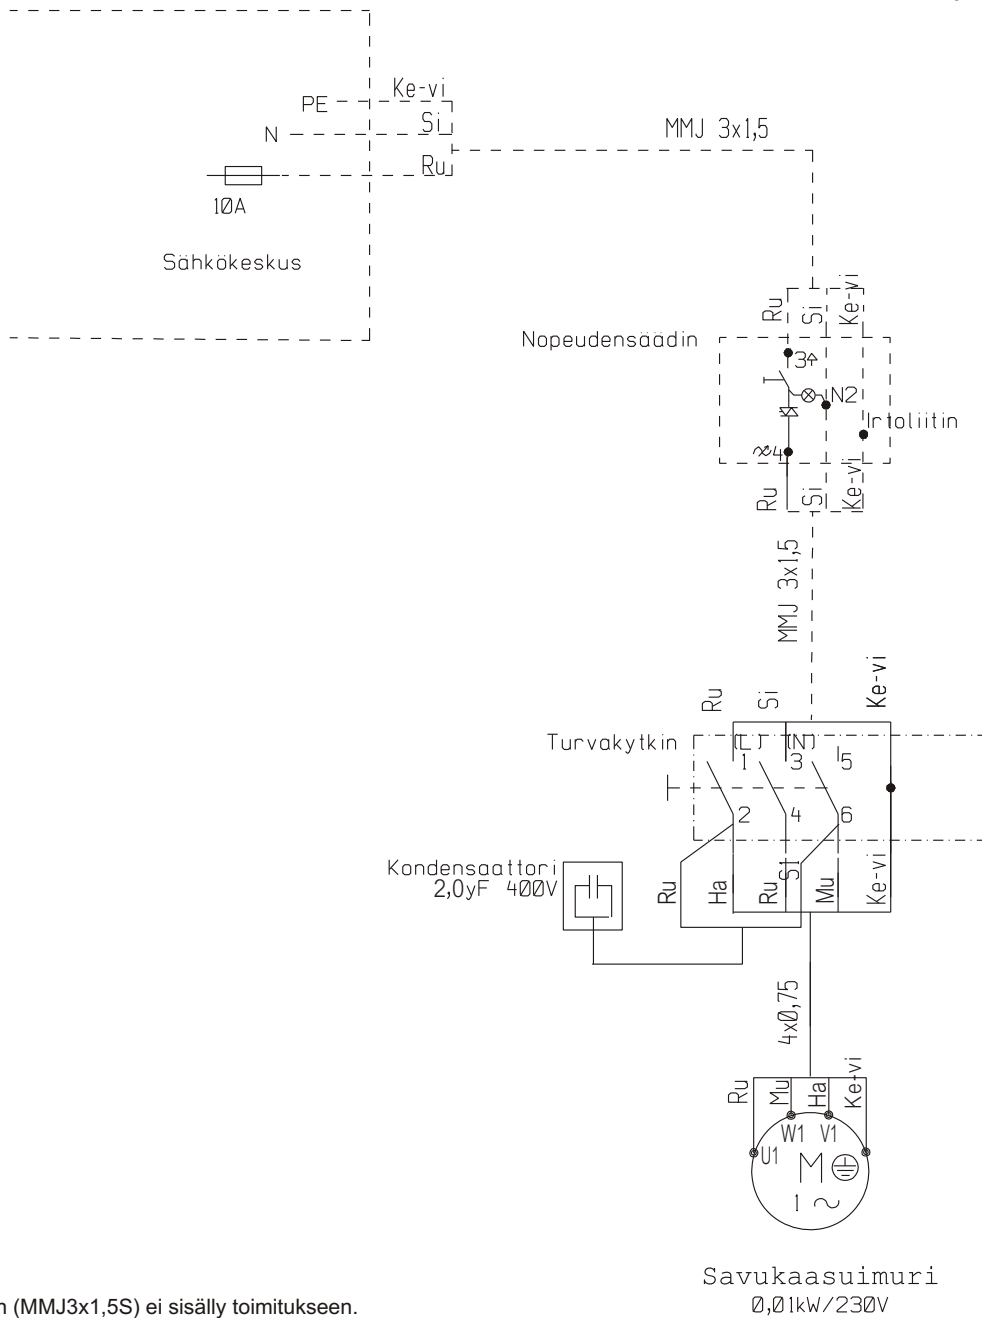 PE
Ke-vi
N
Si
Ru
MMJ 3x1,5
10A
Sähkökeskus
Ru
Si
Ke-vi
Nopeudensäädin
3
N2
Irtoliitin
4
Ru
Si
Ke-vi
MMJ 3x1,5
Ru
Si
Ke-vi
Turvakytkin
(L)
(N)
1
3
5
2
4
6
Kondensaattori
2,0yF 400V
Ru
Ha
Ru
Si
Mu
Ke-vi
4x0,75
Ru
Mu
Ha
Ke-vi
W1
V1
U1
M
1 ~
Savukaasuimuri
0,01kW/230V
n (MMJ3x1,5S) ei sisälly toimitukseen.